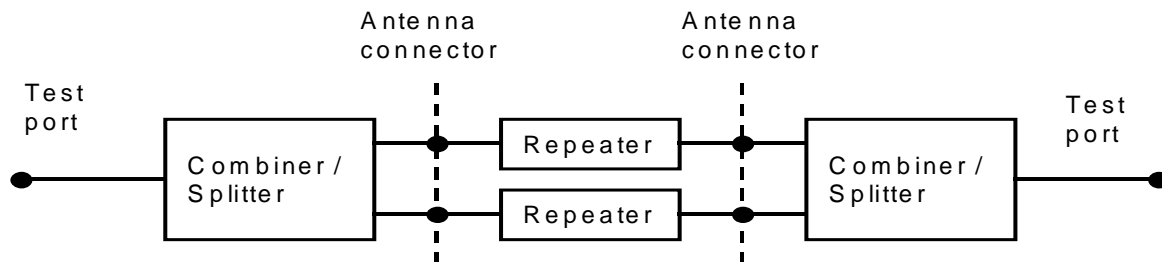 Antenna
connector
Antenna
connector
Test
port
Test
port
Repeater
Combiner/
Splitter
Combiner/
Splitter
Repeater